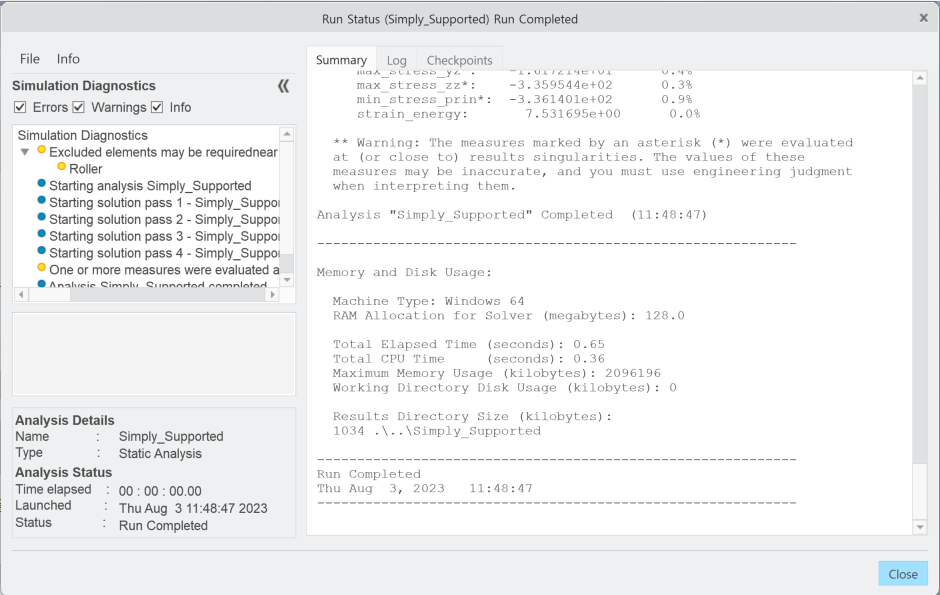 Run Status (Simply_Supported) Run Completed
File Info
Simulation Diagnostics
Errors Warnings Info
Simulation Diagnostics
Excluded elements may be requirednear
Roller
Starting analysis Simply_Supported
Starting solution pass 1 - Simply_Suppo
Starting solution pass 2 - Simply_Suppo
Starting solution pass 3 - Simply_Suppo
Starting solution pass 4 - Simply_Suppo
One or more measures were evaluated a
Analysis Simply_Supported completed
Analysis Details
Name : Simply_Supported
Type : Static Analysis
Analysis Status
Time elapsed : 00 : 00 : 00.00
Launched : Thu Aug 3 11:48:47 2023
Status : Run Completed
Summary Log Checkpoints
max_stress_yz*: -1.617214e+01 0.4%
max_stress_zz*: -3.359544e+02 0.3%
min_stress_prin*: -3.361401e+02 0.9%
strain_energy: 7.531695e+00 0.0%
** Warning: The measures marked by an asterisk (*) were evaluated
at (or close to) results singularities. The values of these
measures may be inaccurate, and you must use engineering judgment
when interpreting them.
Analysis "Simply_Supported" Completed (11:48:47)
------------------------------------------------------------
Memory and Disk Usage:
Machine Type: Windows 64
RAM Allocation for Solver (megabytes): 128.0
Total Elapsed Time (seconds): 0.65
Total CPU Time (seconds): 0.36
Maximum Memory Usage (kilobytes): 2096196
Working Directory Disk Usage (kilobytes): 0
Results Directory Size (kilobytes):
1034 .\..\Simply_Supported
------------------------------------------------------------
Run Completed
Thu Aug 3, 2023 11:48:47
------------------------------------------------------------
Close